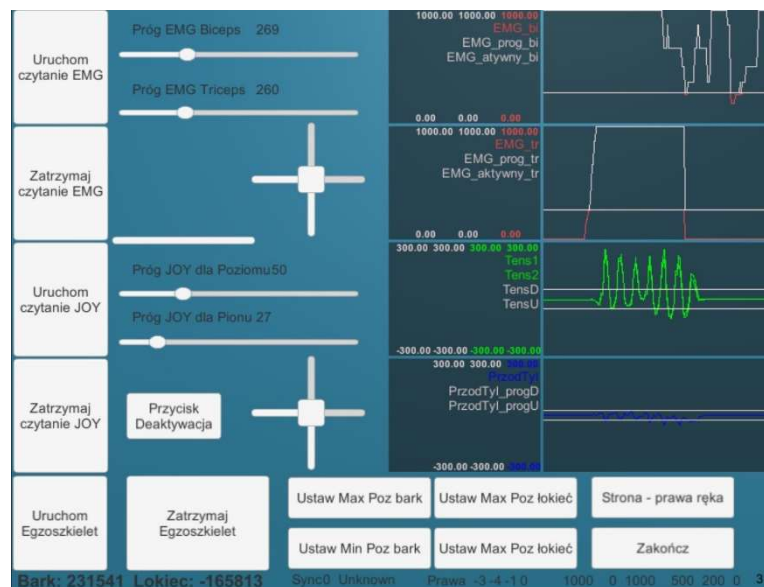 Uruchom
czytanie EMG
Próg EMG Biceps 269
Próg EMG Triceps 260
1000.00 1000.00 1000.00
EMG_bi
EMG_prog_bi
EMG_atywny_bi
0.00 0.00 0.00
Zatrzymaj
czytanie EMG
1000.00 1000.00 1000.00
EMG_tr
EMG_prog_tr
EMG_aktywny_tr
0.00 0.00 0.00
Uruchom
czytanie JOY
Próg JOY dla Poziomu50
Próg JOY dla Pionu 27
300.00 300.00 300.00 300.00
Tens1
Tens2
TensD
TensU
-300.00 -300.00 -300.00 -300.00
Zatrzymaj
czytanie JOY
Przycisk
Deaktywacja
300.00 300.00 300.00
PrzodTyl
PrzodTyl_progD
PrzodTyl_progU
-300.00 -300.00 -300.00
Uruchom
Egzoszkielet
Zatrzymaj
Egzoszkielet
Ustaw Max Poz bark
Ustaw Max Poz łokieć
Strona - prawa ręka
Ustaw Min Poz bark
Ustaw Max Poz łokieć
Zakończ
Bark: 231541 Lokiec: -165813 Sync0 Unknown Prawa -3 -4 -1 0 1000 0 1000 500 200 0 3